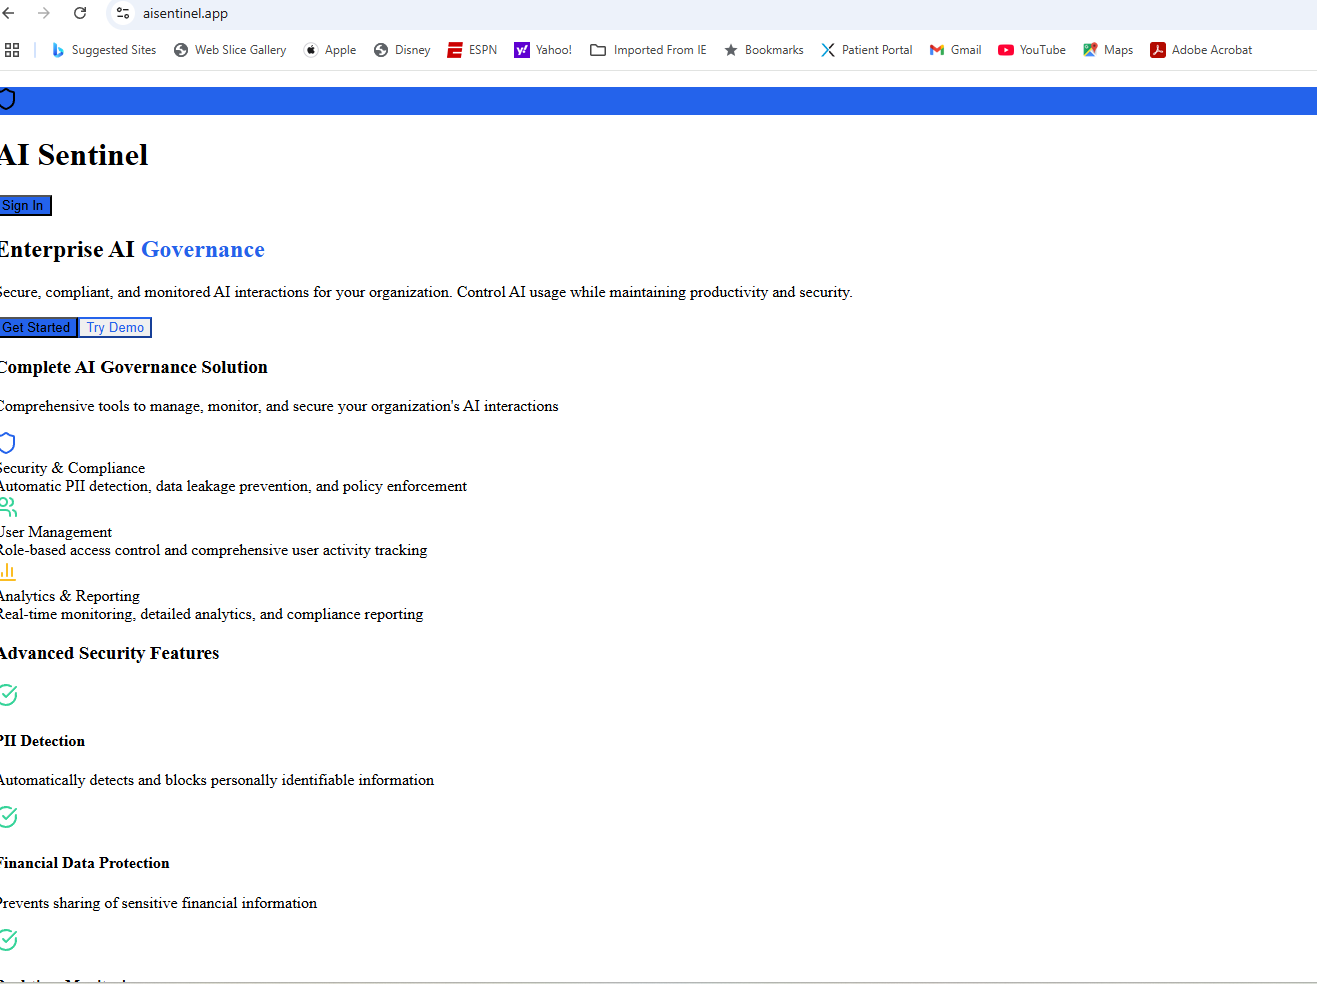 aisentinel.app
Suggested Sites Web Slice Gallery Apple Disney ESPN Yahoo! Imported From IE Bookmarks Patient Portal Gmail YouTube Maps Adobe Acrobat
AI Sentinel
Sign In
Enterprise AI Governance
Secure, compliant, and monitored AI interactions for your organization. Control AI usage while maintaining productivity and security.
Get Started Try Demo
Complete AI Governance Solution
Comprehensive tools to manage, monitor, and secure your organization's AI interactions
Security & Compliance
Automatic PII detection, data leakage prevention, and policy enforcement
User Management
Role-based access control and comprehensive user activity tracking
Analytics & Reporting
Real-time monitoring, detailed analytics, and compliance reporting
Advanced Security Features
PII Detection
Automatically detects and blocks personally identifiable information
Financial Data Protection
Prevents sharing of sensitive financial information